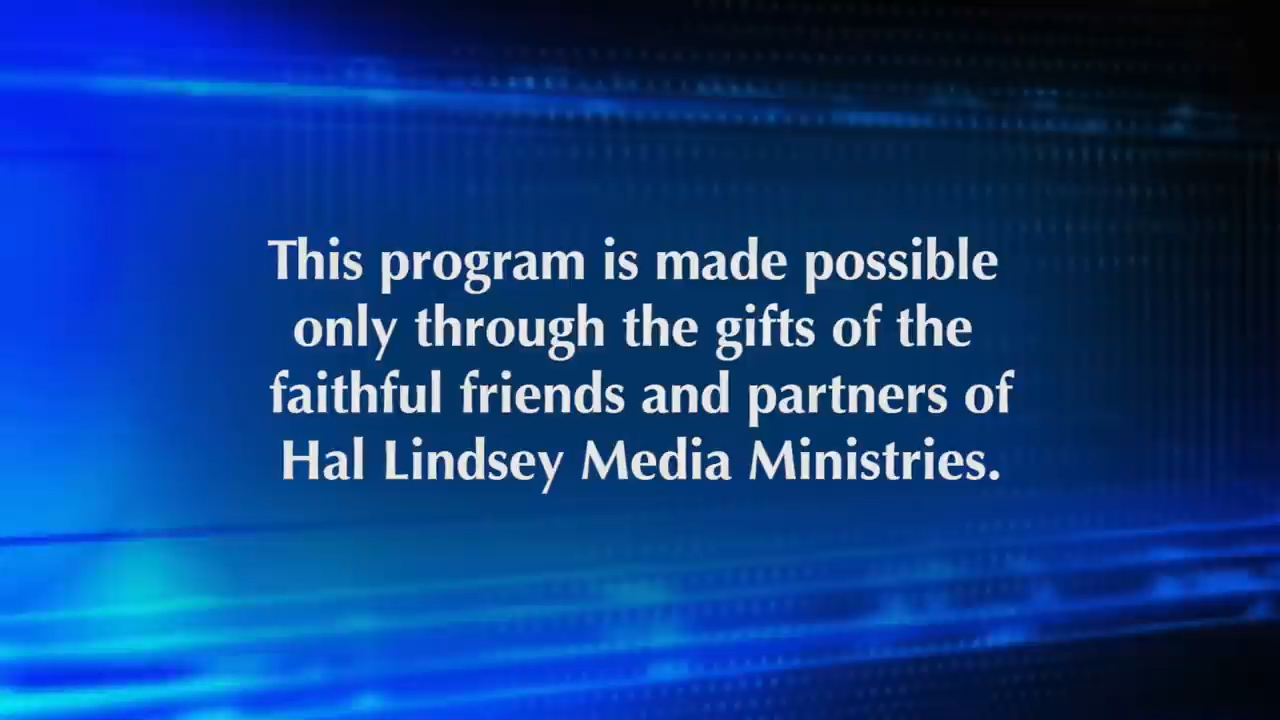 This program is made possible
only through the gifts of the
faithful friends and partners of
Hal Lindsey Media Ministries.